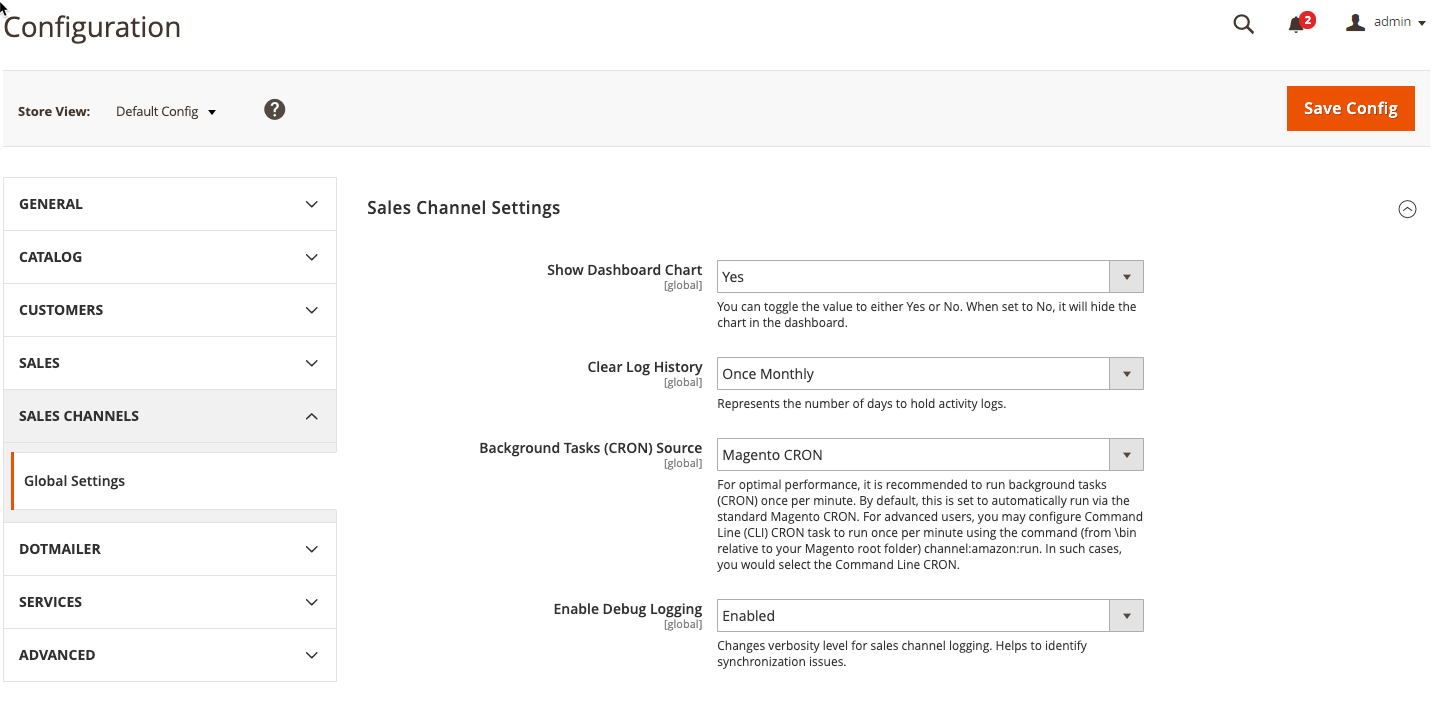 Configuration
2
admin
Store View:
Default Config
?
Save Config
GENERAL
CATALOG
CUSTOMERS
SALES
SALES CHANNELS
Global Settings
DOTMAILER
SERVICES
ADVANCED
Sales Channel Settings
Show Dashboard Chart
[global]
Yes
You can toggle the value to either Yes or No. When set to No, it will hide the
chart in the dashboard.
Clear Log History
[global]
Once Monthly
Represents the number of days to hold activity logs.
Background Tasks (CRON) Source
[global]
Magento CRON
For optimal performance, it is recommended to run background tasks
(CRON) once per minute. By default, this is set to automatically run via the
standard Magento CRON. For advanced users, you may configure Command
Line (CLI) CRON task to run once per minute using the command (from \bin
relative to your Magento root folder) channel:amazon:run. In such cases,
you would select the Command Line CRON.
Enable Debug Logging
[global]
Enabled
Changes verbosity level for sales channel logging. Helps to identify
synchronization issues.